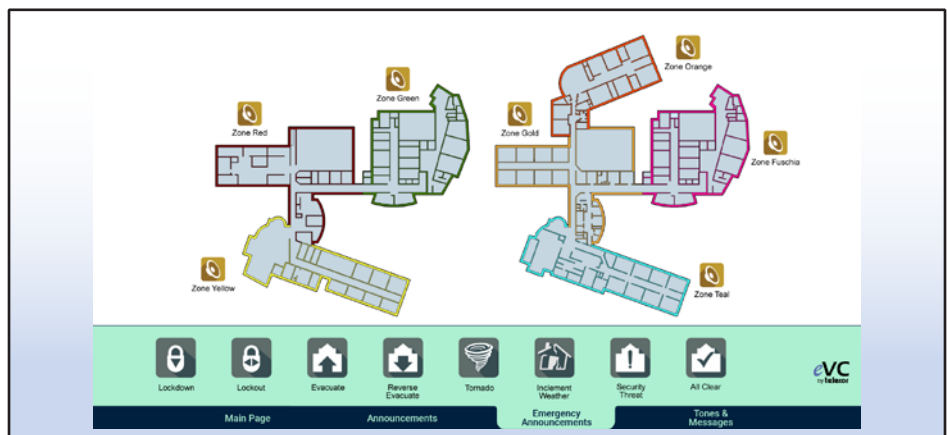 Zone Orange
Zone Green
Zone Red
Zone Gold
Zone Fuschia
Zone Yellow
Zone Teal
Lockdown
Lockout
Evacuate
Reverse
Evacuate
Tornado
Inclement
Weather
Security
Threat
All Clear
eVC
by telecor
Main Page
Announcements
Emergency
Announcements
Tones &
Messages